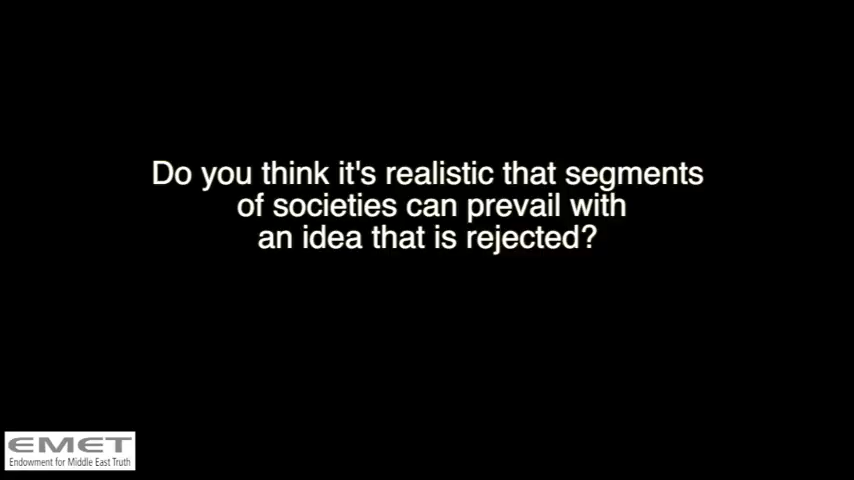 Do you think it's realistic that segments
of societies can prevail with
an idea that is rejected?
EMET
Endowment for Middle East Truth